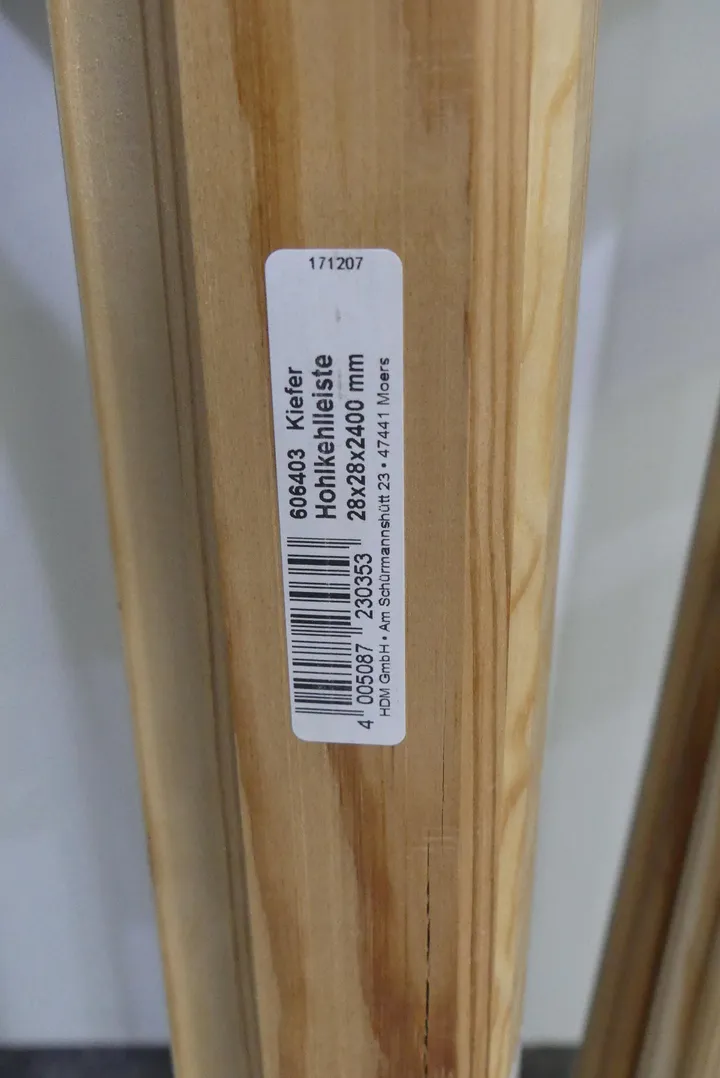 171207
606403 Kiefer
Hohlkehlleiste
28x28x2400 mm
4 005087 230353
HDM GmbH • Am Schürmannshütt 23 • 47441 Moers